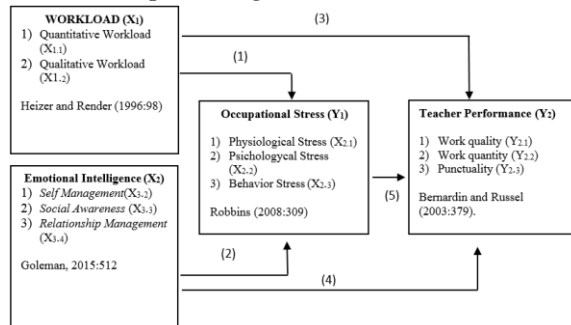 WORKLOAD (X1)
1) Quantitative Workload
(X1.1)
2) Qualitative Workload
(X1.2)
Heizer and Render (1996:98)
(3)
(1)
Occupational Stress (Y1)
1) Physiological Stress (X2.1)
2) Psichologycal Stress
(X2-2)
3) Behavior Stress (X2-3)
Robbins (2008:309)
Teacher Performance (Y2)
1) Work quality (Y2.1)
2) Work quantity (Y2.2)
3) Punctuality (Y2-3)
Bernardin and Russel
(2003:379).
(5)
Emotional Intelligence (X2)
1) Self Management(X3-2)
2) Social Awareness (X3.3)
3) Relationship Management
(X3.4)
Goleman, 2015:512
(2)
(4)